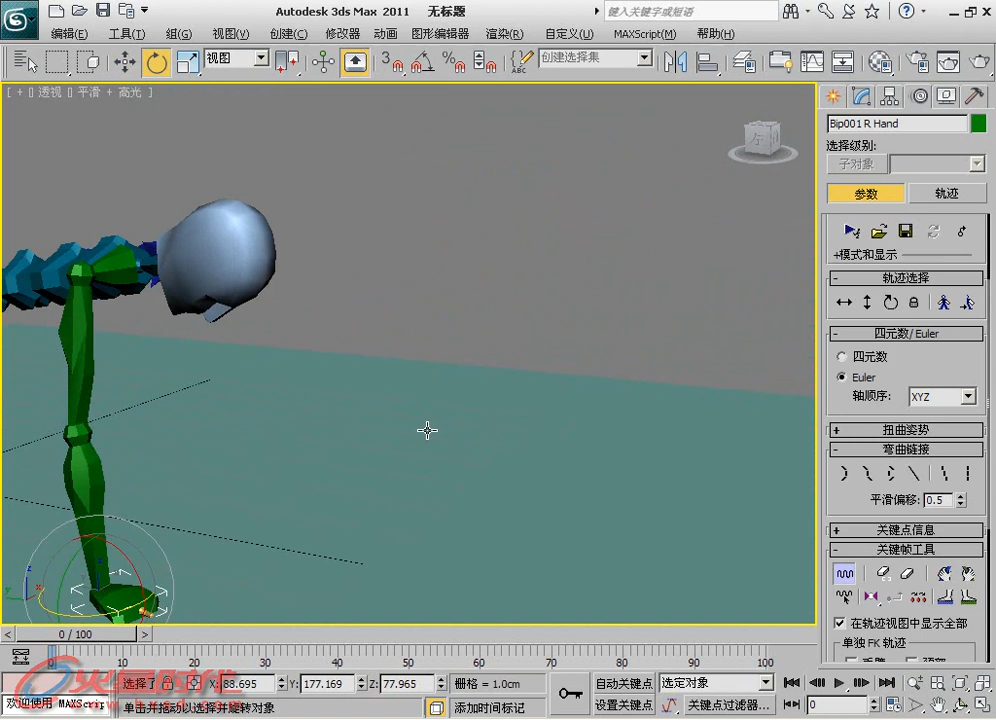 Autodesk 3ds Max 2011 无标题
键入关键字或短语
编辑(E) 工具(T) 组(G) 视图(V) 创建(C) 修改器 动画 图形编辑器 渲染(R) 自定义(U) MAXScript(M) 帮助(H)
视图
3
创建选择集
[ + 0 透视 0 平滑 + 高光 ]
左
Bip001 R Hand
选择级别:
子对象
参数 轨迹
+模式和显示
- 轨迹选择
- 四元数/Euler
四元数
Euler
轴顺序: XYZ
+ 扭曲姿势
- 弯曲链接
平滑偏移: 0.5
+ 关键点信息
- 关键帧工具
在轨迹视图中显示全部
单独 FK 轨迹
z
y
x
< 0 / 100 >
0 10 20 30 40 50 60 70 80 90 100
选择了 X: 88.695 Y: 177.169 Z: 77.965 栅格 = 1.0cm 自动关键点 选定对象
欢迎使用 MAXScrip 单击并拖动以选择并旋转对象 添加时间标记 设置关键点 关键点过滤器... 0